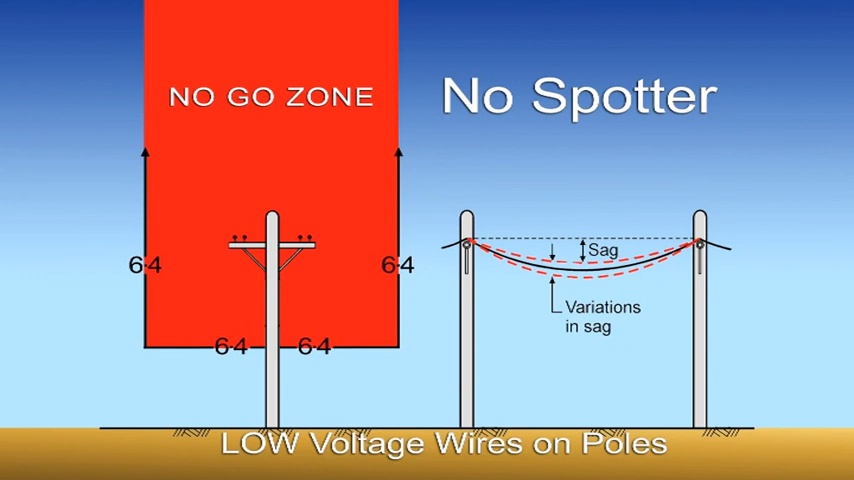 NO GO ZONE
No Spotter
6·4
6·4
6·4
6·4
Sag
Variations
in sag
LOW Voltage Wires on Poles